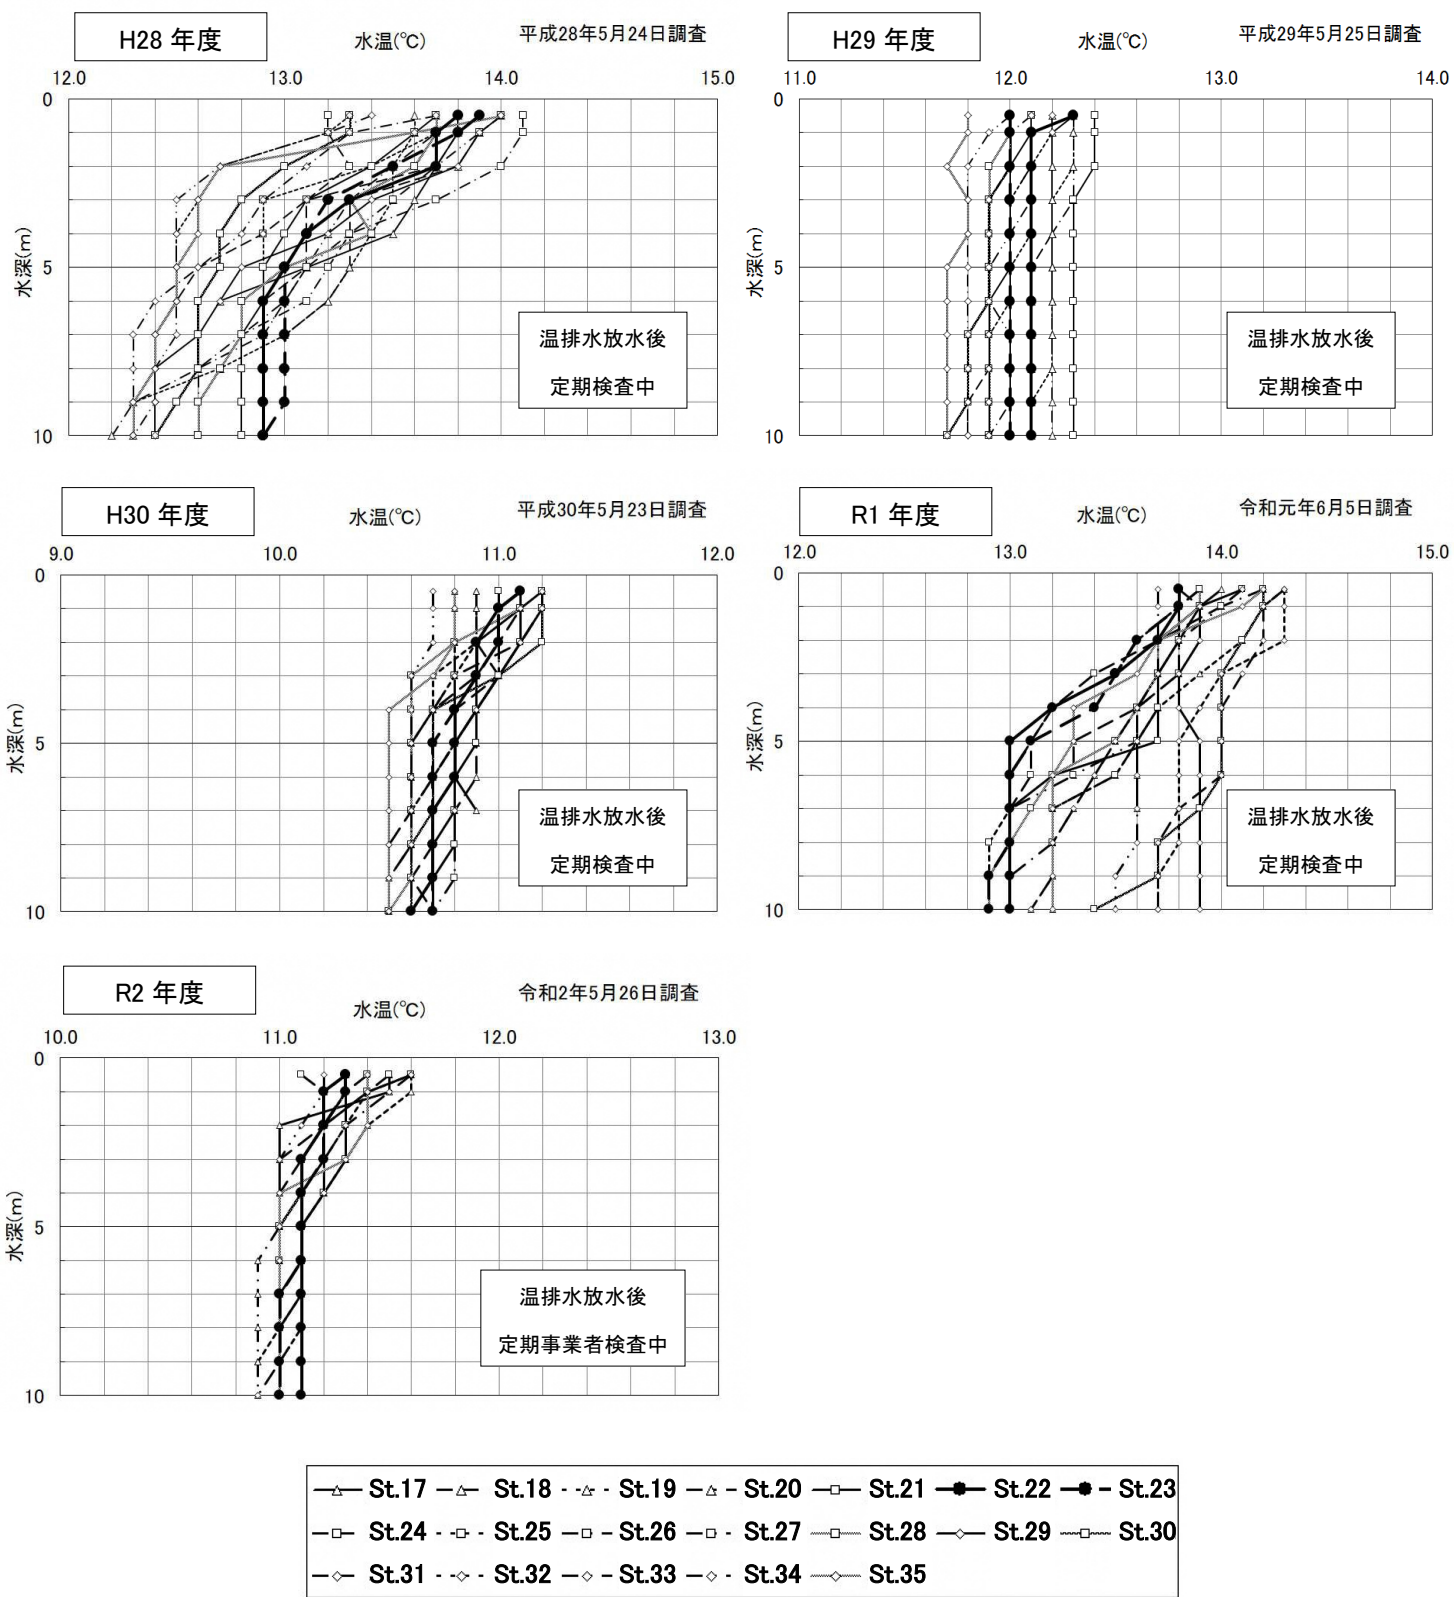 H28 年度
水温(℃)
平成28年5月24日調査
12.0 13.0 14.0 15.0
0
5
10
水深(m)
温排水放水後
定期検査中
H29 年度
水温(℃)
平成29年5月25日調査
11.0 12.0 13.0 14.0
0
5
10
水深(m)
温排水放水後
定期検査中
H30 年度
水温(℃)
平成30年5月23日調査
9.0 10.0 11.0 12.0
0
5
10
水深(m)
温排水放水後
定期検査中
R1 年度
水温(℃)
令和元年6月5日調査
12.0 13.0 14.0 15.0
0
5
10
水深(m)
温排水放水後
定期検査中
R2 年度
水温(℃)
令和2年5月26日調査
10.0 11.0 12.0 13.0
0
5
10
水深(m)
温排水放水後
定期事業者検査中
St.17 St.18 St.19 St.20 St.21 St.22 St.23
St.24 St.25 St.26 St.27 St.28 St.29 St.30
St.31 St.32 St.33 St.34 St.35